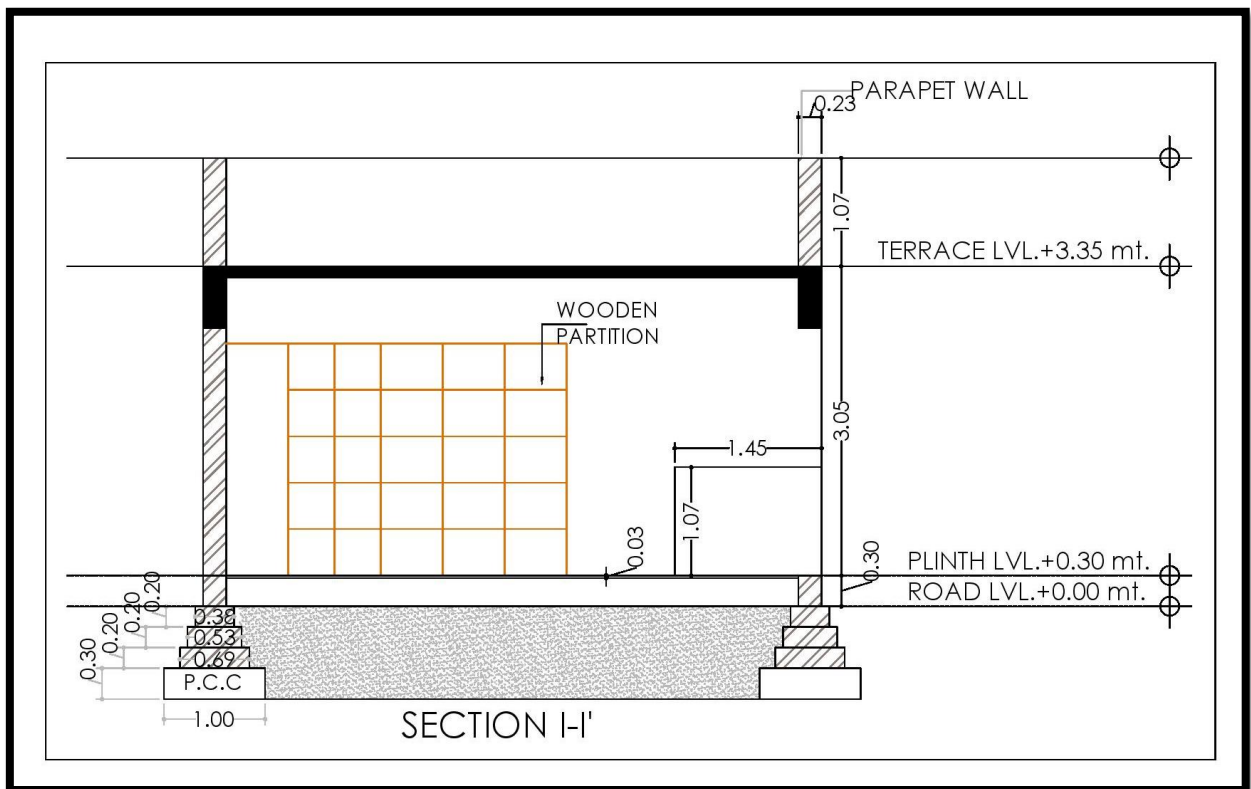 PARAPET WALL
0.23
1.07
TERRACE LVL.+3.35 mt.
WOODEN
PARTITION
3.05
1.45
1.07
0.03
0.30
PLINTH LVL.+0.30 mt.
ROAD LVL.+0.00 mt.
0.20
0.20
0.20
0.30
0.38
0.53
0.69
P.C.C
1.00
SECTION I-I'